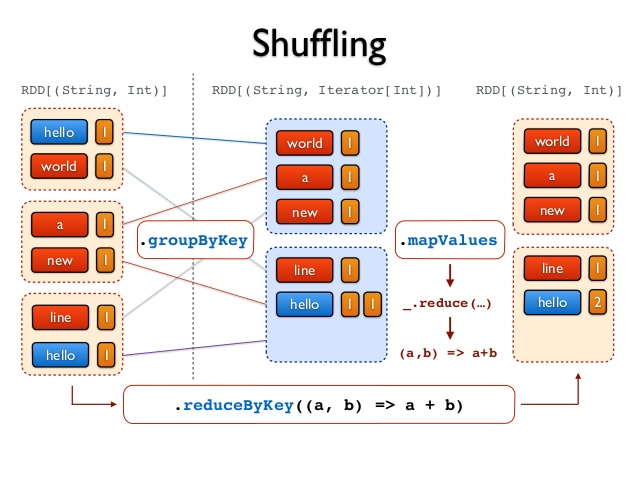 Shuffling
RDD[(String, Int)]
RDD[(String, Iterator[Int])]
RDD[(String, Int)]
hello 1
world 1
a 1
new 1
line 1
hello 1
.groupByKey
world 1
a 1
new 1
line 1
hello 1 1
.mapValues
_.reduce(…)
(a,b) => a+b
world 1
a 1
new 1
line 1
hello 2
.reduceByKey((a, b) => a + b)